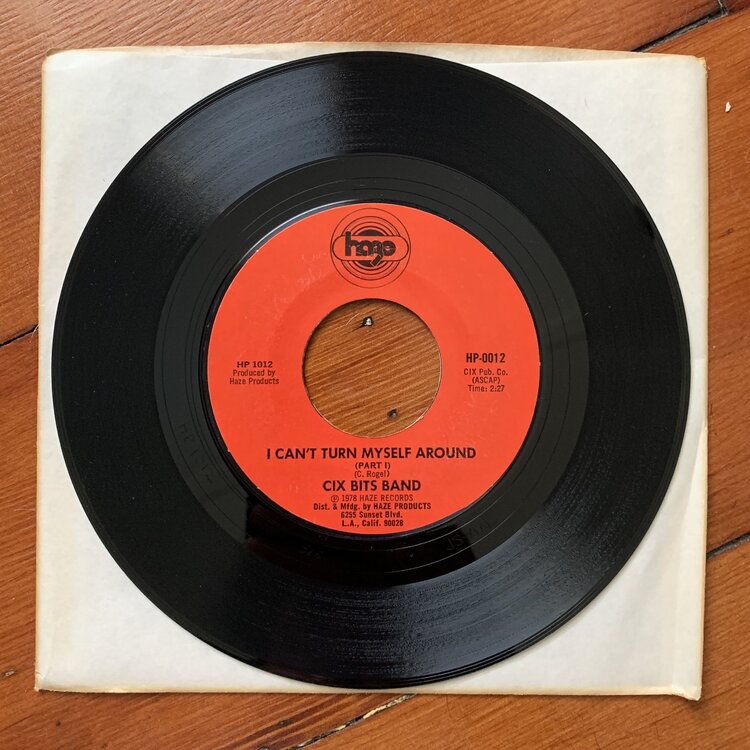 haze
HP 1012
Produced by
Haze Products
HP-0012
CIX Pub. Co.
(ASCAP)
Time: 2:27
I CAN'T TURN MYSELF AROUND
(PART I)
(C. Rogel)
CIX BITS BAND
Ⓟ 1978 HAZE RECORDS
Dist. & Mfdg. by HAZE PRODUCTS
6255 Sunset Blvd.
L.A., Calif. 90028